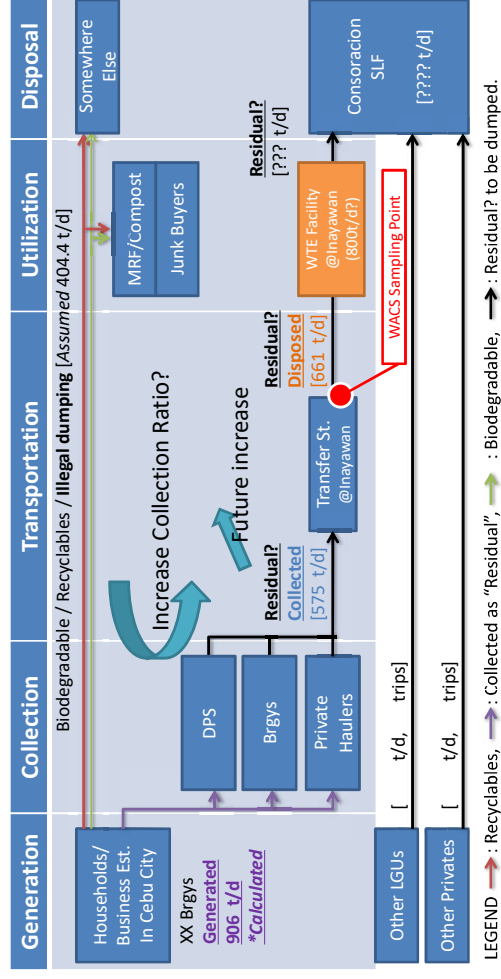 Generation
Collection
Transportation
Utilization
Disposal
Biodegradable / Recyclables / Illegal dumping [Assumed 404.4 t/d]
Households/
Business Est.
In Cebu City
XX Brgys
Generated
906 t/d
*Calculated
DPS
Brgys
Private
Haulers
Increase Collection Ratio?
Future increase
Residual?
Collected
[575 t/d]
Transfer St.
@Inayawan
Residual?
Disposed
[661 t/d]
MRF/Compost
Junk Buyers
WTE Facility
@Inayawan
(800t/d?)
WACS Sampling Point
Residual?
[??? t/d]
Somewhere
Else
Consoracion
SLF
[???? t/d]
Other LGUs
[ t/d, trips]
Other Privates
[ t/d, trips]
LEGEND : Recyclables, : Collected as “Residual”, : Biodegradable, : Residual? to be dumped.